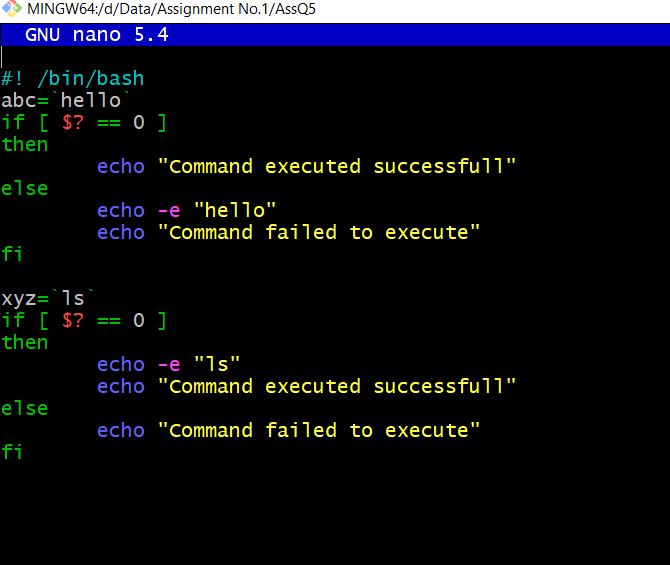 MINGW64:/d/Data/Assignment No.1/AssQ5
GNU nano 5.4
#! /bin/bash
abc=`hello`
if [ $? == 0 ]
then
echo "Command executed successfull"
else
echo -e "hello"
echo "Command failed to execute"
fi
xyz=`ls`
if [ $? == 0 ]
then
echo -e "ls"
echo "Command executed successfull"
else
echo "Command failed to execute"
fi